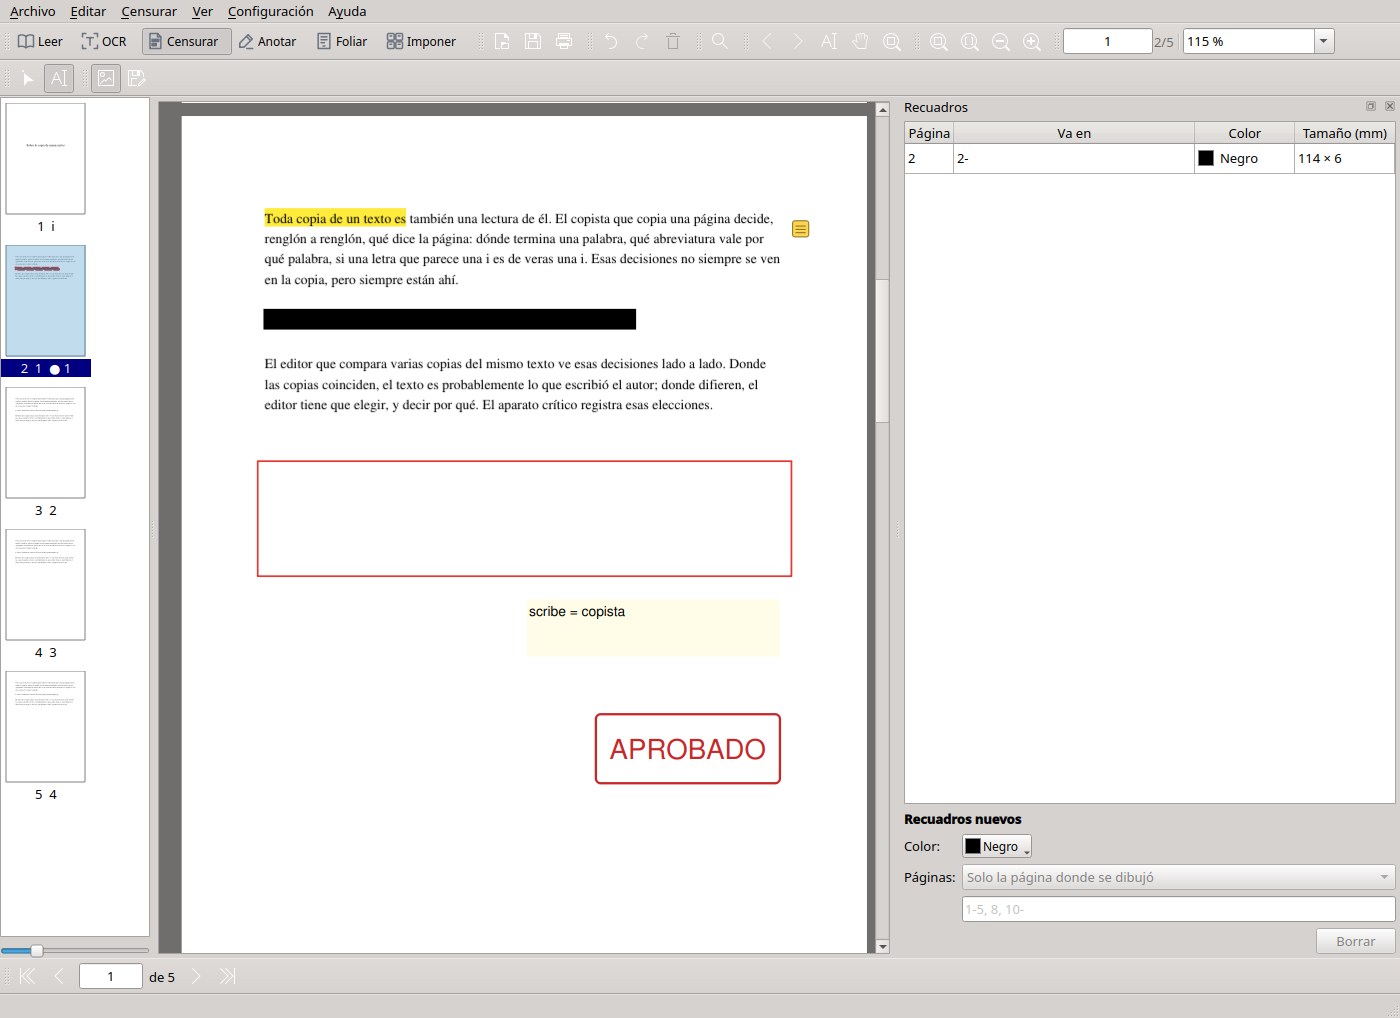 Archivo Editar Censurar Ver Configuración Ayuda
Leer OCR Censurar Anotar Foliar Imponer 1 2/5 115 %
1 i
2 1 1
3 2
4 3
5 4
Toda copia de un texto es también una lectura de él. El copista que copia una página decide,
renglón a renglón, qué dice la página: dónde termina una palabra, qué abreviatura vale por
qué palabra, si una letra que parece una i es de veras una i. Esas decisiones no siempre se ven
en la copia, pero siempre están ahí.
El editor que compara varias copias del mismo texto ve esas decisiones lado a lado. Donde
las copias coinciden, el texto es probablemente lo que escribió el autor; donde difieren, el
editor tiene que elegir, y decir por qué. El aparato crítico registra esas elecciones.
scribe = copista
APROBADO
Recuadros
Página Va en Color Tamaño (mm)
2 2- Negro 114 × 6
Recuadros nuevos
Color: Negro
Páginas: Solo la página donde se dibujó
1-5, 8, 10-
Borrar
1 de 5